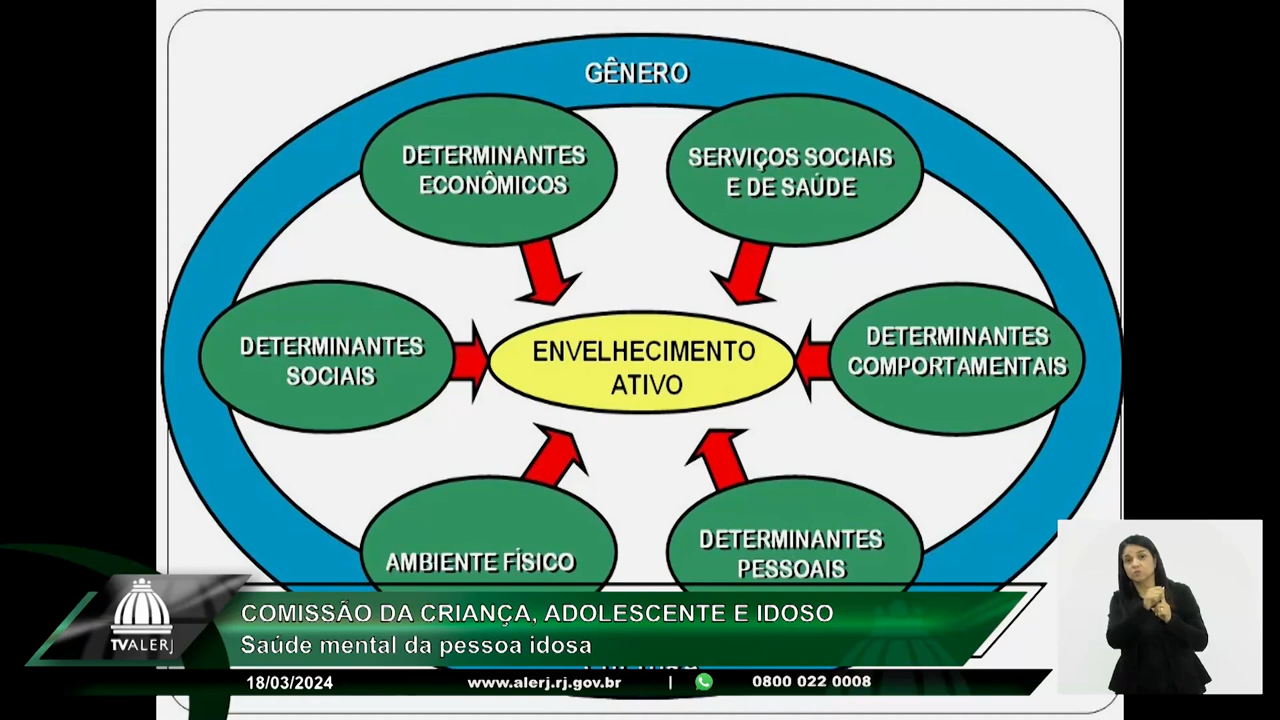 GÊNERO
DETERMINANTES
ECONÔMICOS
SERVIÇOS SOCIAIS
E DE SAÚDE
DETERMINANTES
SOCIAIS
ENVELHECIMENTO
ATIVO
DETERMINANTES
COMPORTAMENTAIS
AMBIENTE FÍSICO
DETERMINANTES
PESSOAIS
TVALERJ
COMISSÃO DA CRIANÇA, ADOLESCENTE E IDOSO
Saúde mental da pessoa idosa
18/03/2024 www.alerj.rj.gov.br | 0800 022 0008